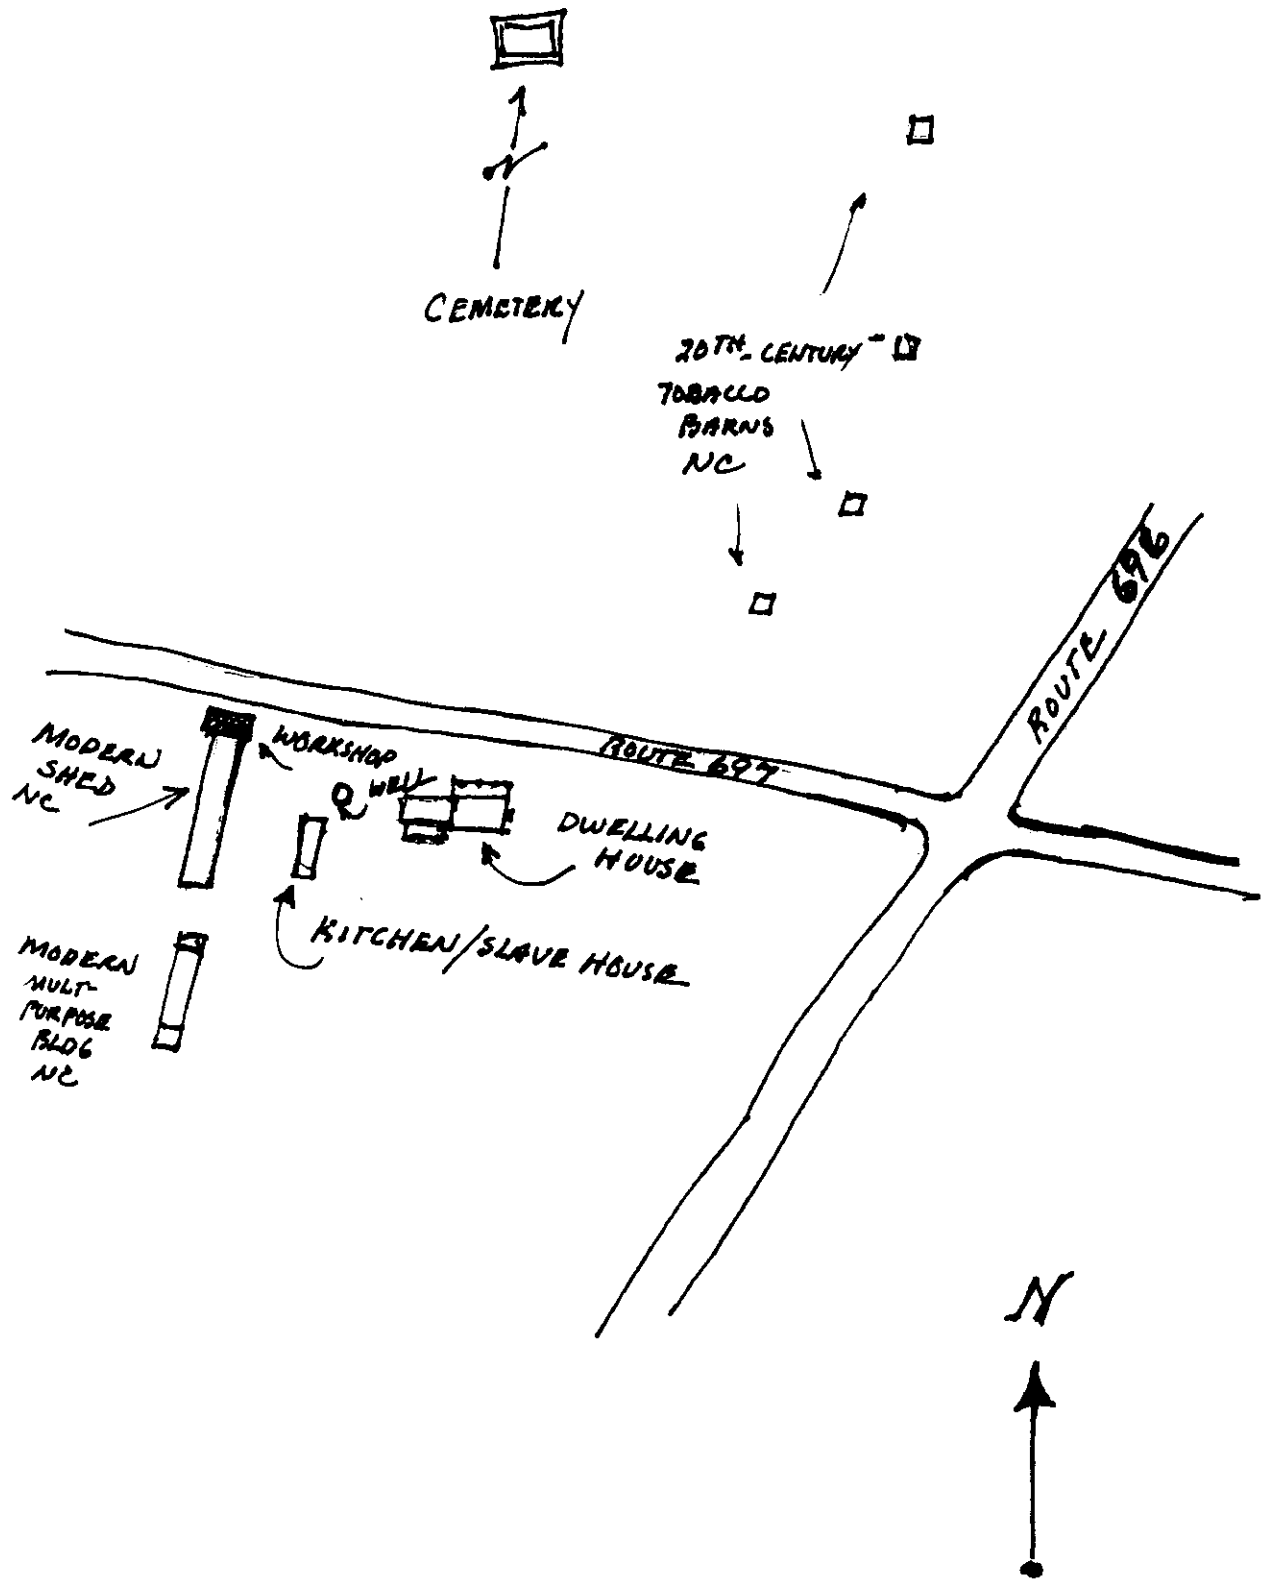 CEMETERY
20TH-CENTURY
TOBACCO
BARNS
NC
ROUTE 696
ROUTE 697
MODERN
SHED
NC
WORKSHOP
WELL
DWELLING
HOUSE
KITCHEN/SLAVE HOUSE
MODERN
MULT-
PURPOSE
BLDG
NC
N